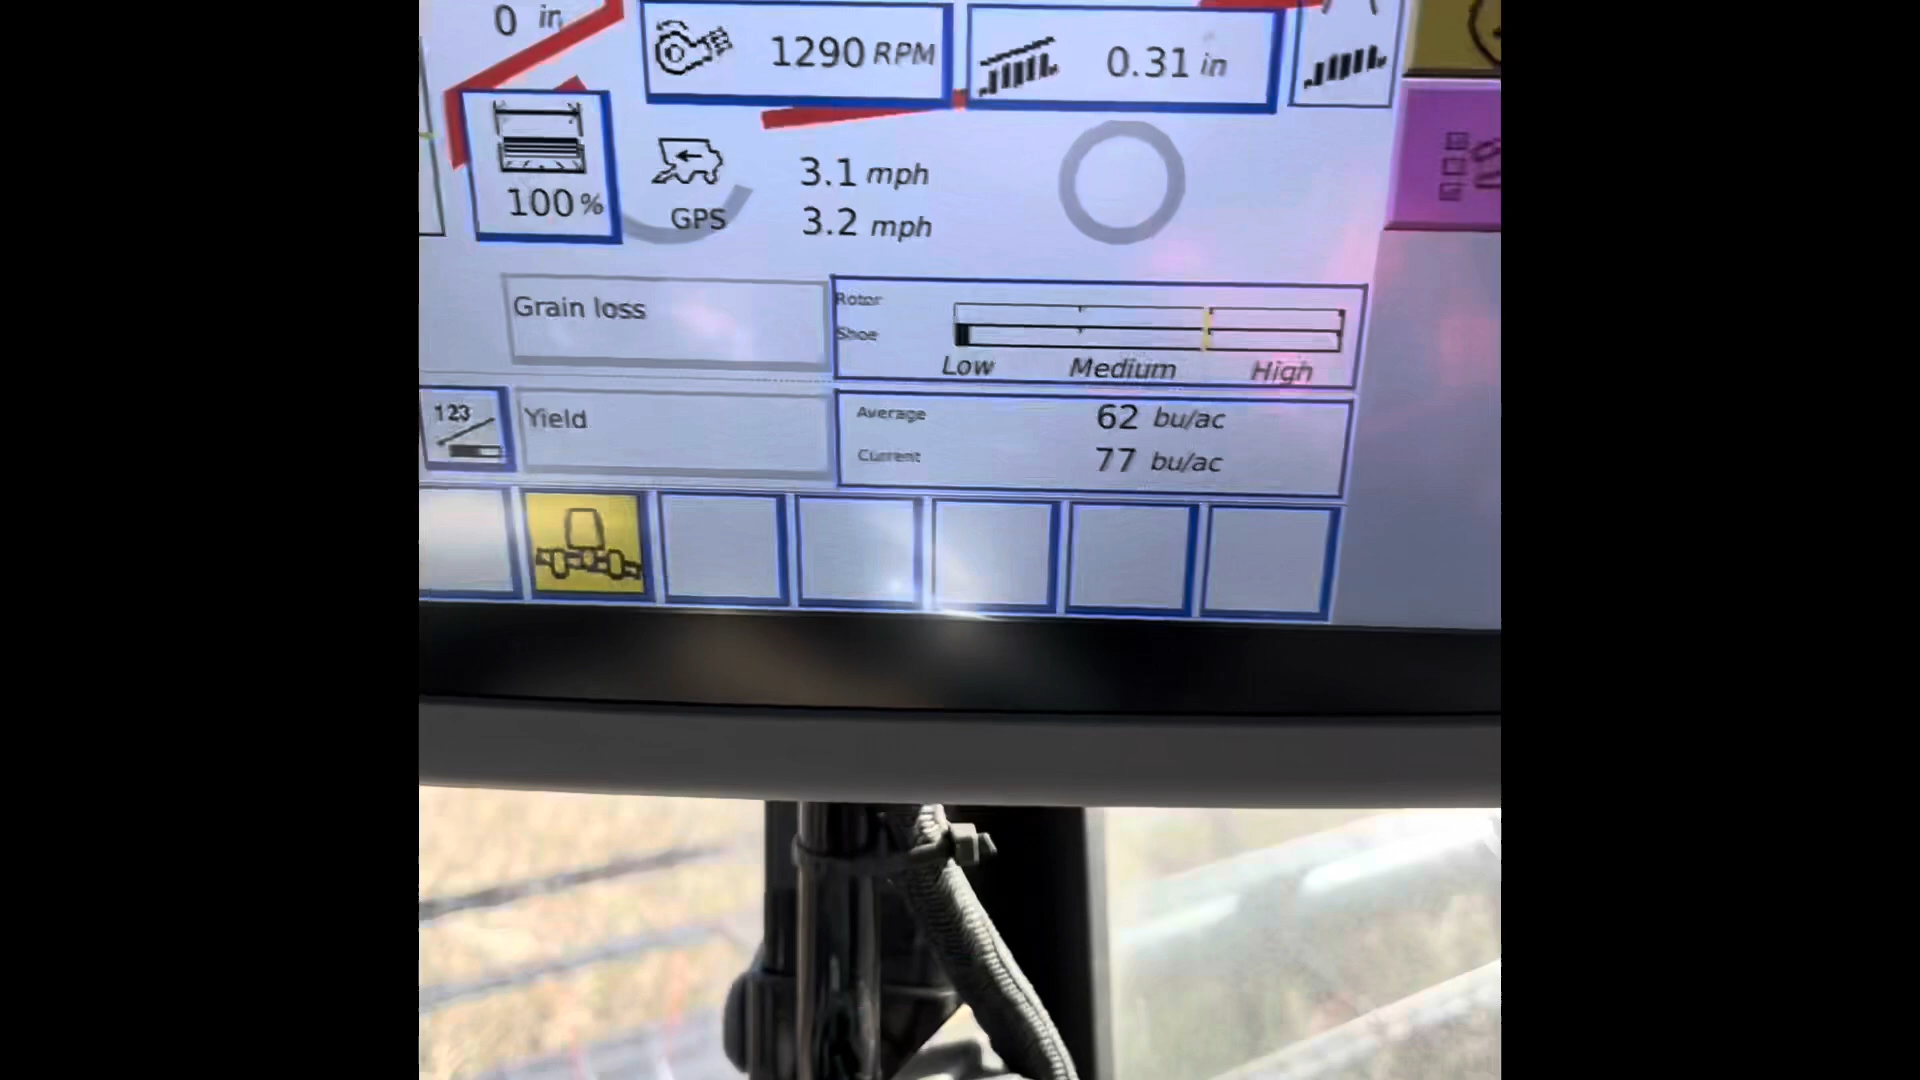 0 in
1290 RPM
0.31 in
100 %
3.1 mph
GPS
3.2 mph
Grain loss
Rotor
Shoe
Low Medium High
123
Yield
Average 62 bu/ac
Current 77 bu/ac